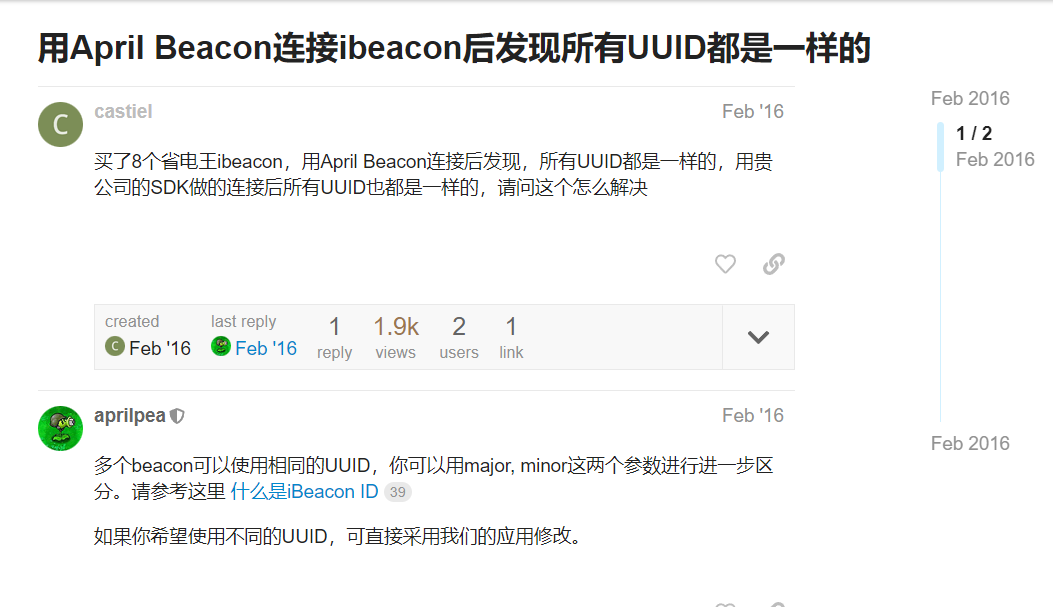 用April Beacon连接ibeacon后发现所有UUID都是一样的
C
castiel
Feb '16
买了8个省电王ibeacon，用April Beacon连接后发现，所有UUID都是一样的，用贵
公司的SDK做的连接后所有UUID也都是一样的，请问这个怎么解决
created
C Feb '16
last reply
Feb '16
1
reply
1.9k
views
2
users
1
link
aprilpea
Feb '16
多个beacon可以使用相同的UUID，你可以用major, minor这两个参数进行进一步区
分。请参考这里 什么是iBeacon ID 39
如果你希望使用不同的UUID，可直接采用我们的应用修改。
Feb 2016
1 / 2
Feb 2016
Feb 2016